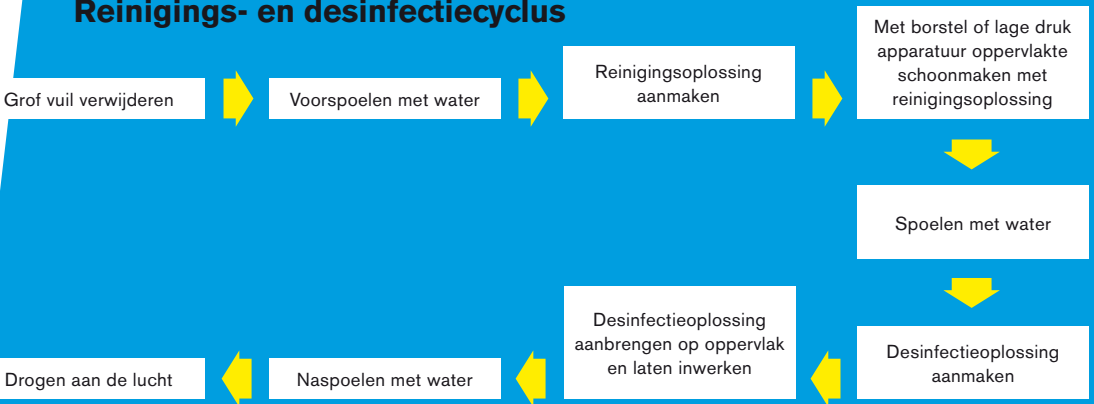 Reinigings- en desinfectiecyclus
Grof vuil verwijderen
Voorspoelen met water
Reinigingsoplossing
aanmaken
Met borstel of lage druk
apparatuur oppervlakte
schoonmaken met
reinigingsoplossing
Spoelen met water
Desinfectieoplossing
aanmaken
Desinfectieoplossing
aanbrengen op oppervlak
en laten inwerken
Naspoelen met water
Drogen aan de lucht